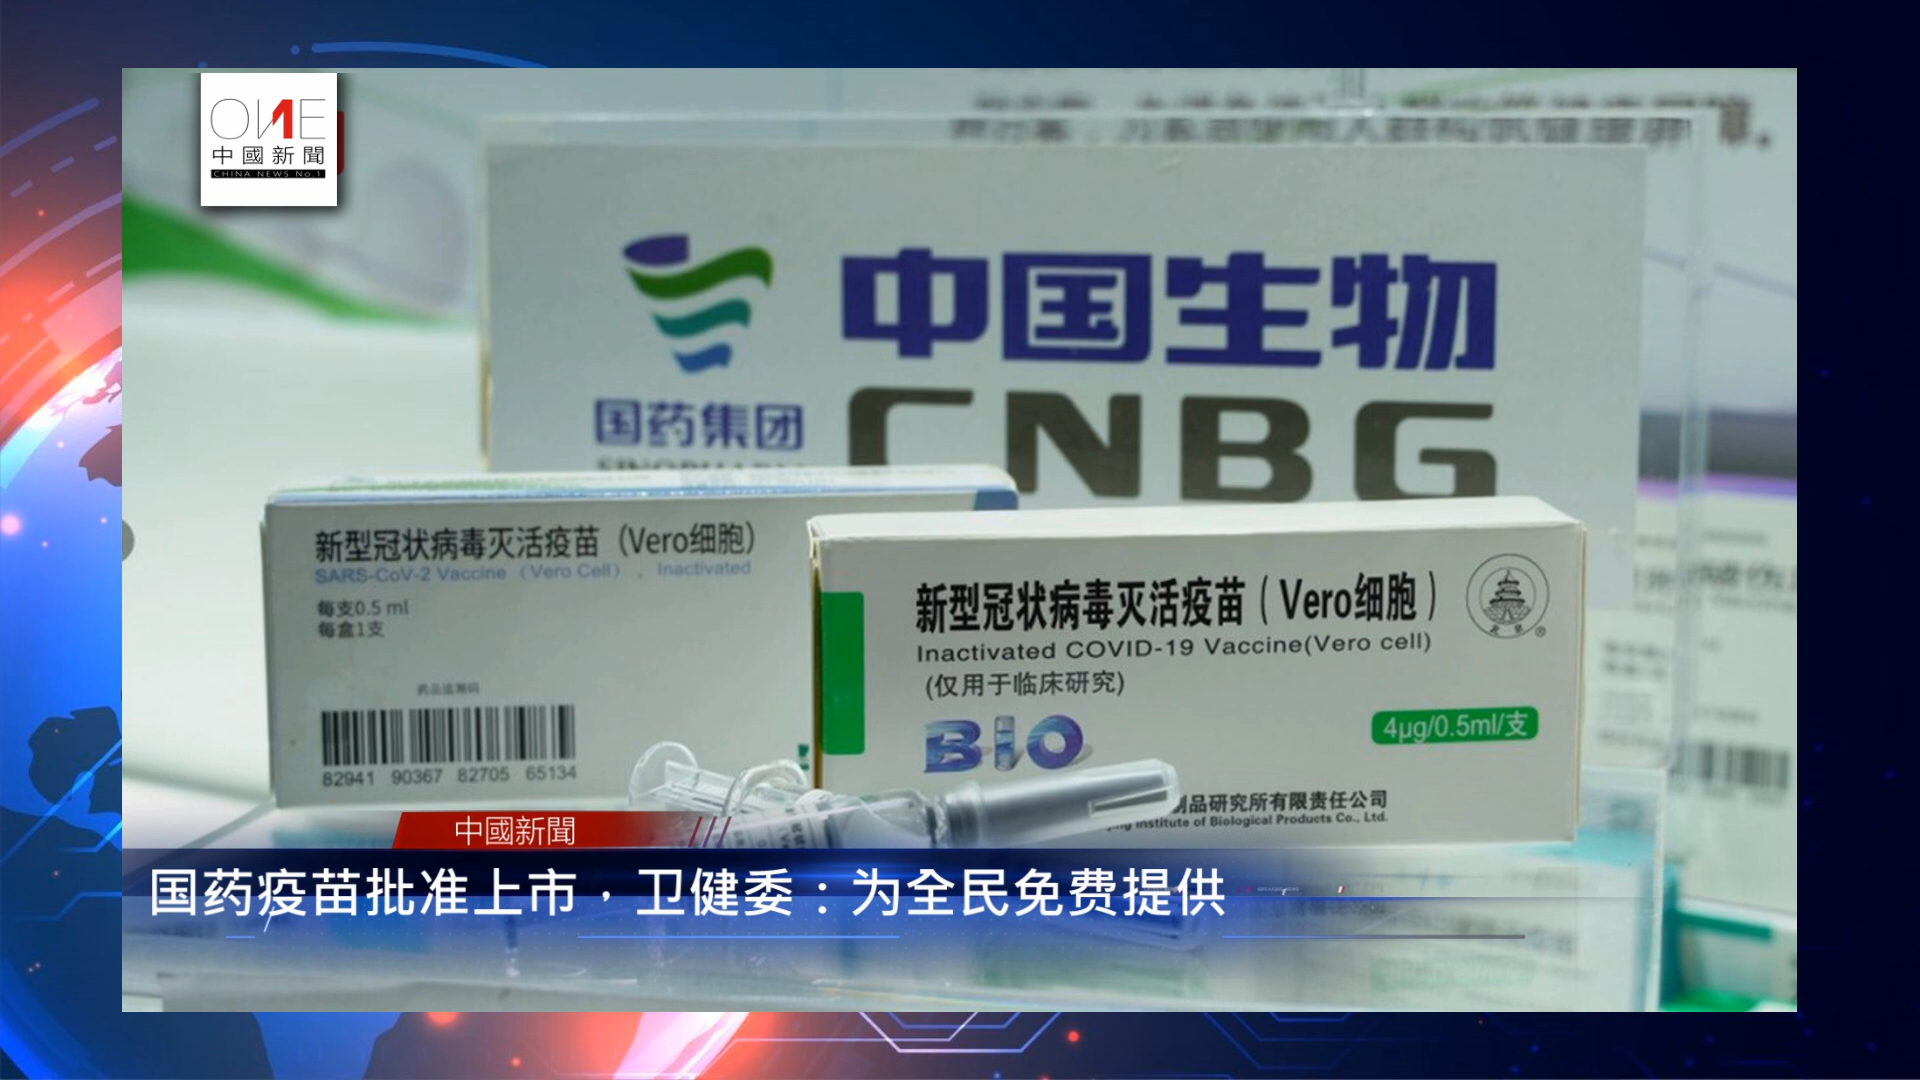 ONE
中國新聞
CHINA NEWS No.1
中国生物
国药集团
CNBG
新型冠状病毒灭活疫苗（Vero细胞）
SARS-CoV-2 Vaccine（Vero Cell）, Inactivated
每支0.5 ml
每盒1支
药品追溯码
82941 90367 82705 65134
新型冠状病毒灭活疫苗（Vero细胞）
Inactivated COVID-19 Vaccine(Vero cell)
(仅用于临床研究)
BIO
4μg/0.5ml/支
制品研究所有限责任公司
Institute of Biological Products Co., Ltd.
中國新聞
国药疫苗批准上市，卫健委：为全民免费提供